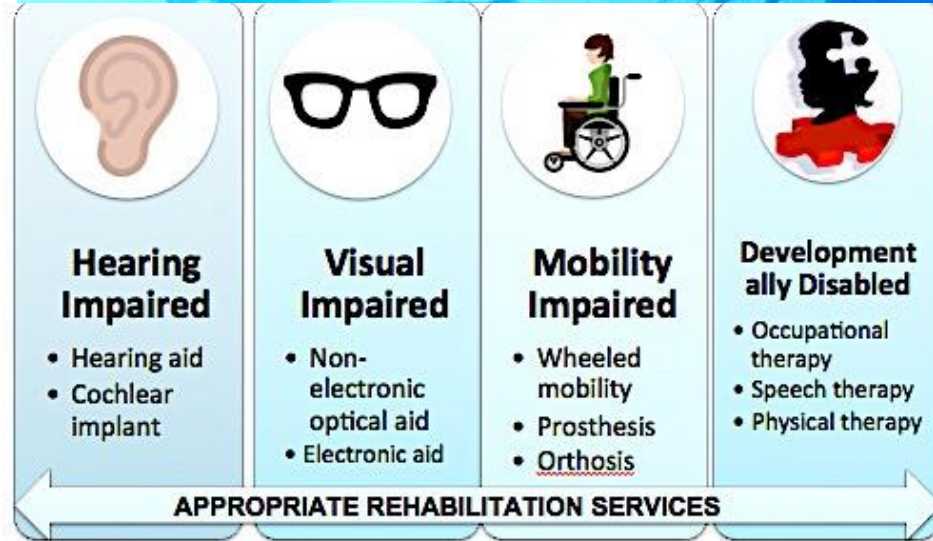 Hearing
Impaired
• Hearing aid
• Cochlear
implant
Visual
Impaired
• Non-
electronic
optical aid
• Electronic aid
Mobility
Impaired
• Wheeled
mobility
• Prosthesis
• Orthosis
Development
ally Disabled
• Occupational
therapy
• Speech therapy
• Physical therapy
APPROPRIATE REHABILITATION SERVICES